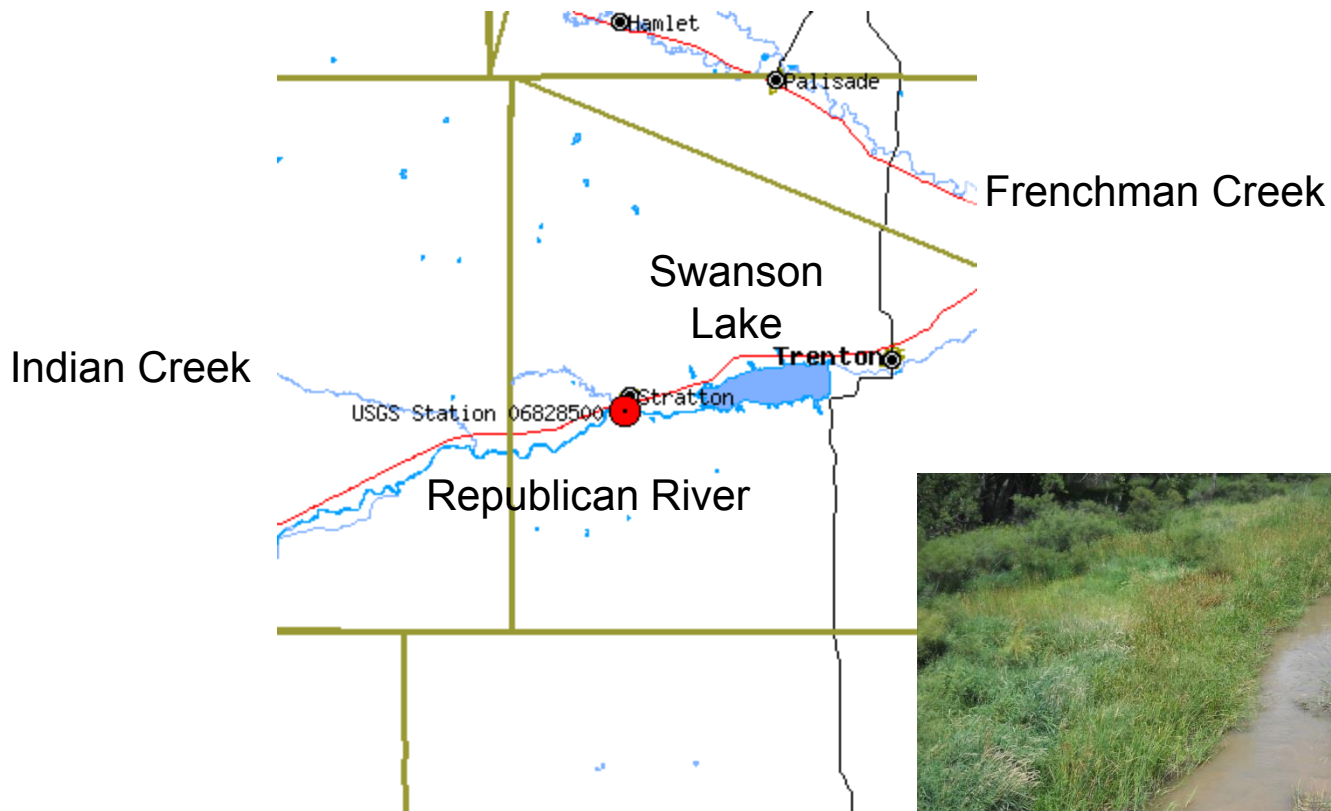 Hamlet
Palisade
Frenchman Creek
Swanson
Lake
Trenton
Indian Creek
Stratton
USGS Station 06828500
Republican River